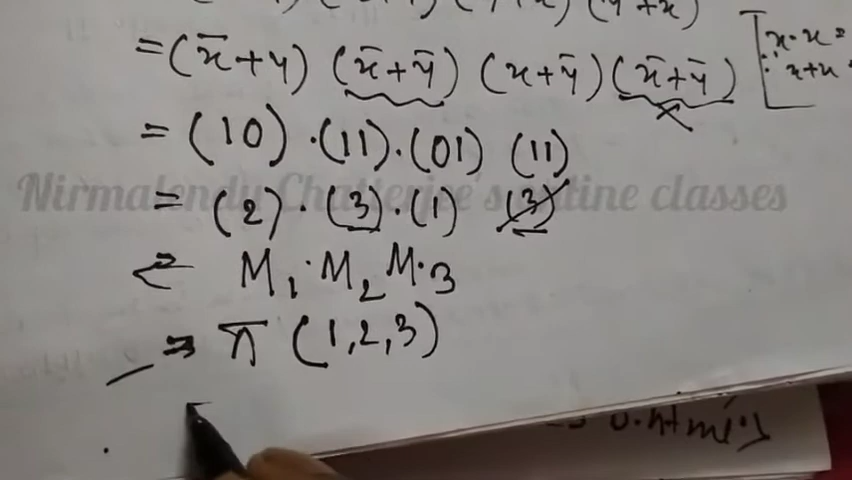 = (x̄+y) (x̄+ȳ) (x+ȳ) (x̄+ȳ) [∵ x·x=
x+x
= (10)·(11)·(01) (11)
= (2)·(3)·(1) (3)
Nirmalendu Chatterjee's online classes
M₁·M₂ M·3
= π (1,2,3)